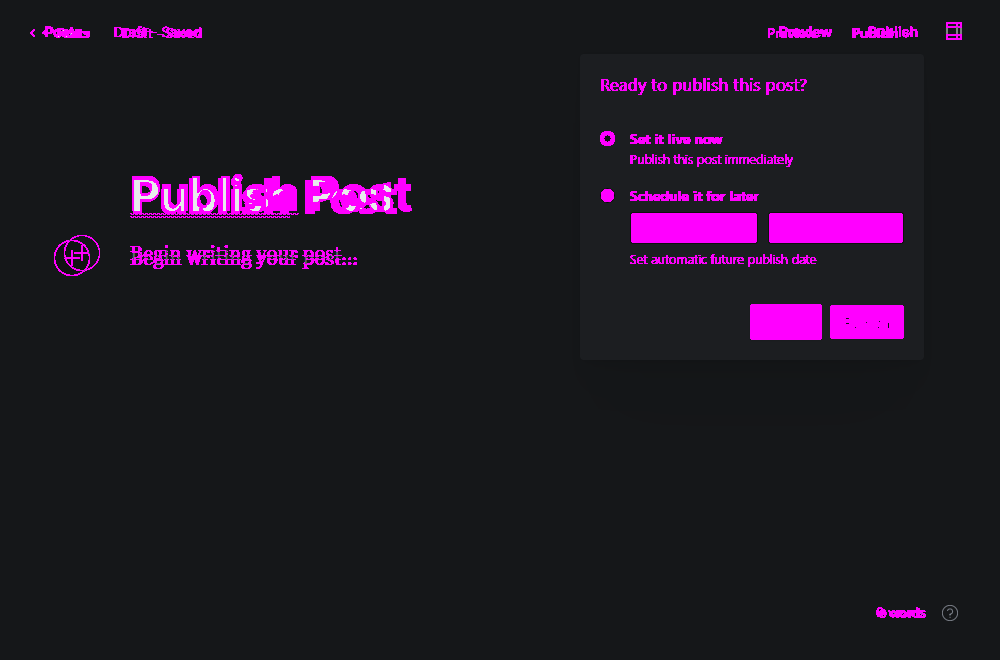 Posts Draft - Saved Preview Publish
Ready to publish this post?
Set it live now
Publish this post immediately
Publish Post
Schedule it for later
Begin writing your post...
Set automatic future publish date
Publish
0 words